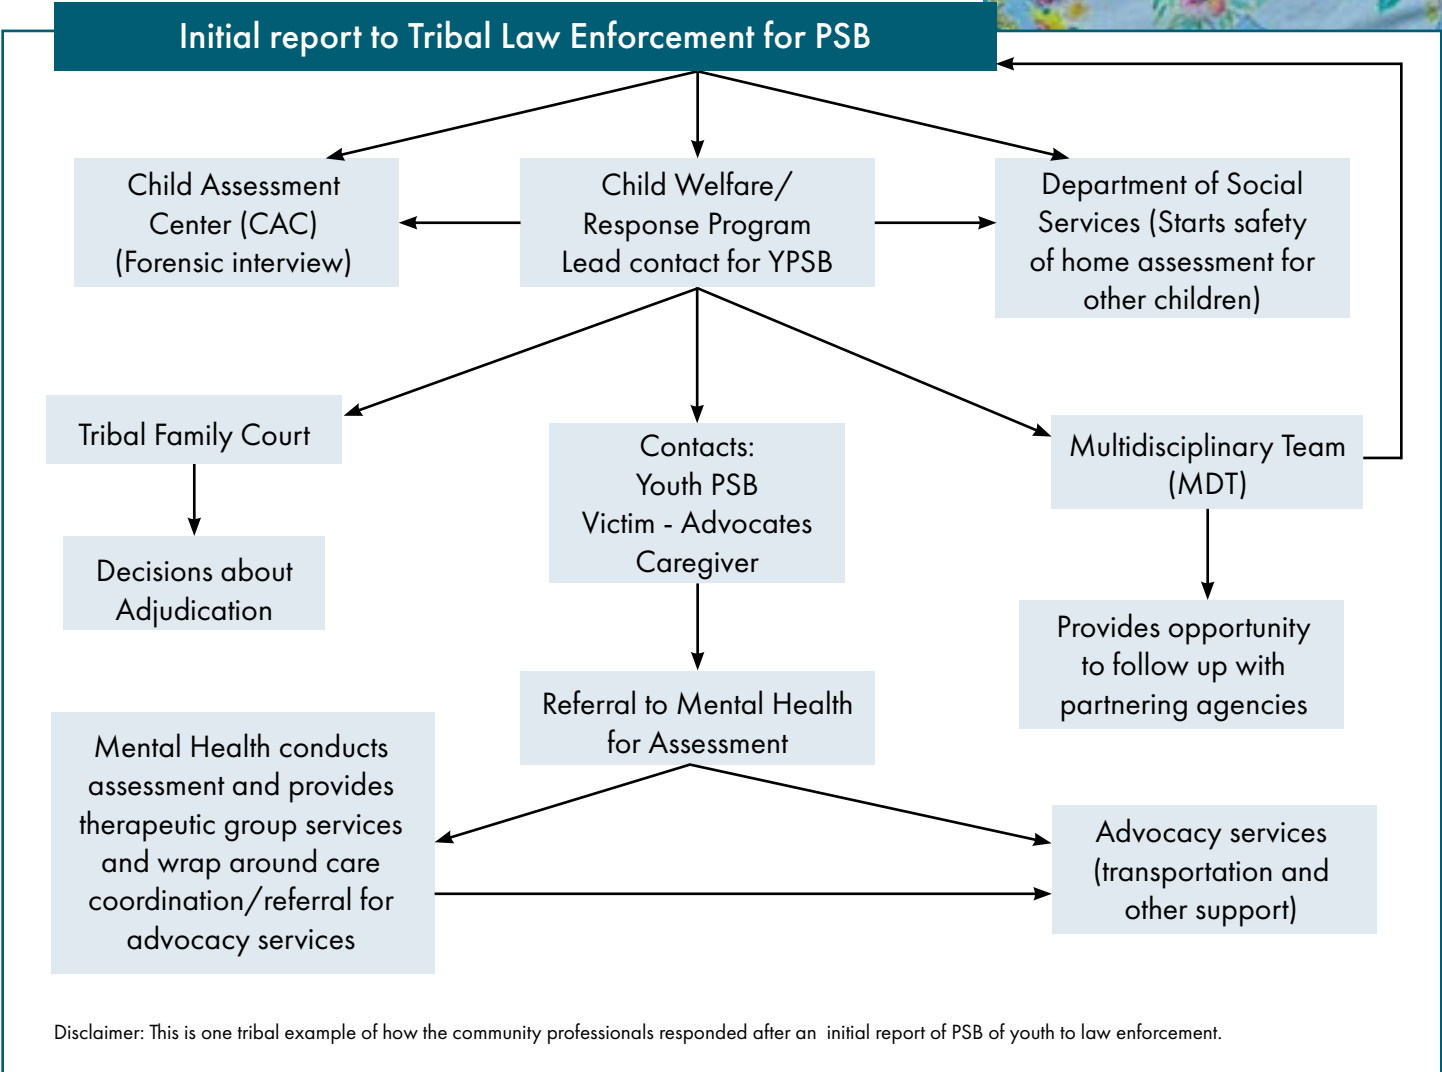 Initial report to Tribal Law Enforcement for PSB
Child Assessment
Center (CAC)
(Forensic interview)
Child Welfare/
Response Program
Lead contact for YPSB
Department of Social
Services (Starts safety
of home assessment for
other children)
Tribal Family Court
Contacts:
Youth PSB
Victim - Advocates
Caregiver
Multidisciplinary Team
(MDT)
Decisions about
Adjudication
Provides opportunity
to follow up with
partnering agencies
Referral to Mental Health
for Assessment
Mental Health conducts
assessment and provides
therapeutic group services
and wrap around care
coordination/referral for
advocacy services
Advocacy services
(transportation and
other support)
Disclaimer: This is one tribal example of how the community professionals responded after an  initial report of PSB of youth to law enforcement.